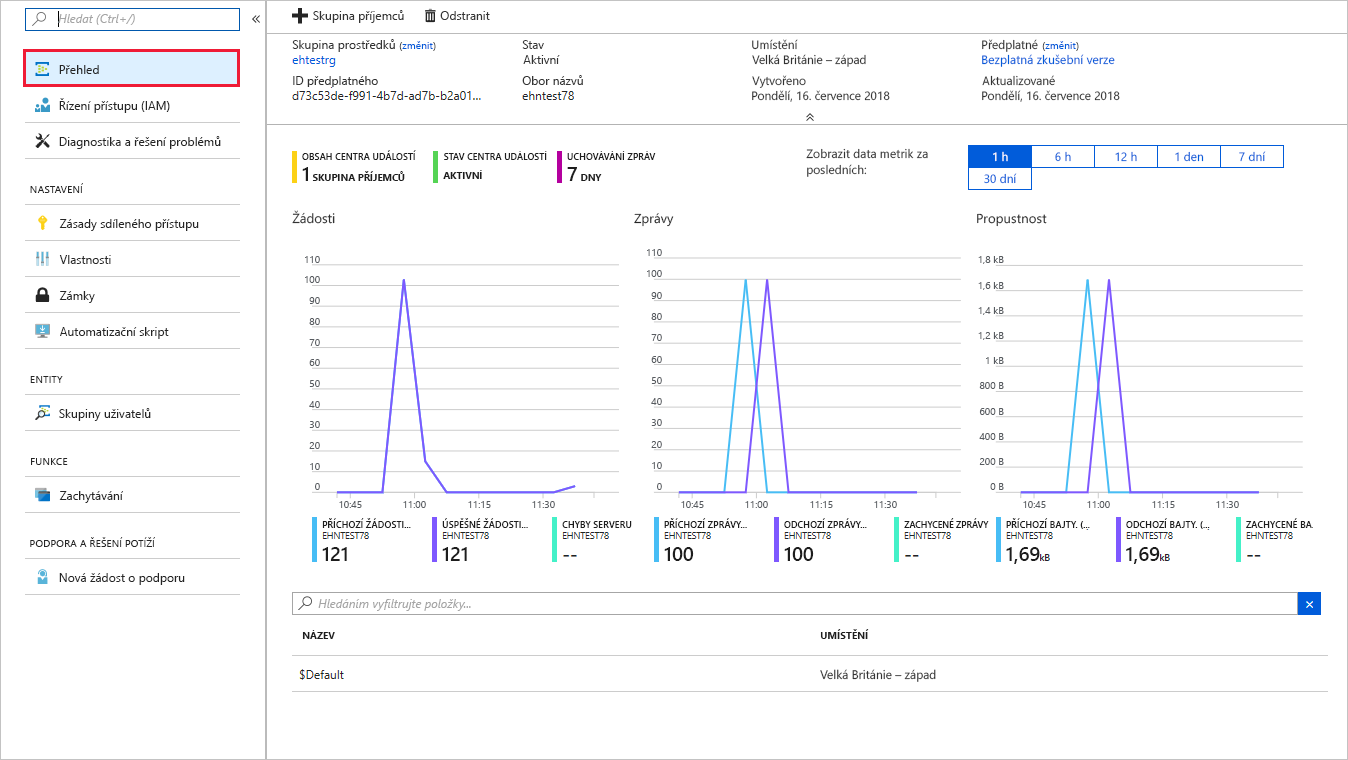 Hledat (Ctrl+/)
«
Přehled
Řízení přístupu (IAM)
Diagnostika a řešení problémů
NASTAVENÍ
Zásady sdíleného přístupu
Vlastnosti
Zámky
Automatizační skript
ENTITY
Skupiny uživatelů
FUNKCE
Zachytávání
PODPORA A ŘEŠENÍ POTÍŽÍ
Nová žádost o podporu
Skupina příjemců Odstranit
Skupina prostředků (změnit)
ehtestrg
ID předplatného
d73c53de-f991-4b7d-ad7b-b2a01...
Stav
Aktivní
Obor názvů
ehntest78
Umístění
Velká Británie – západ
Vytvořeno
Pondělí, 16. července 2018
Předplatné (změnit)
Bezplatná zkušební verze
Aktualizované
Pondělí, 16. července 2018
OBSAH CENTRA UDÁLOSTÍ
1 SKUPINA PŘÍJEMCŮ
STAV CENTRA UDÁLOSTÍ
AKTIVNÍ
UCHOVÁVÁNÍ ZPRÁV
7 DNY
Zobrazit data metrik za
posledních:
1 h 6 h 12 h 1 den 7 dní
30 dní
Žádosti
110
100
90
80
70
60
50
40
30
20
10
0
10:45 11:00 11:15 11:30
PŘÍCHOZÍ ŽÁDOSTI... ÚSPĚŠNÉ ŽÁDOSTI... CHYBY SERVERU
EHNTEST78 EHNTEST78 EHNTEST78
121 121 --
Zprávy
110
100
90
80
70
60
50
40
30
20
10
0
10:45 11:00 11:15 11:30
PŘÍCHOZÍ ZPRÁVY... ODCHOZÍ ZPRÁVY... ZACHYCENÉ ZPRÁVY
EHNTEST78 EHNTEST78 EHNTEST78
100 100 --
Propustnost
1,8 kB
1,6 kB
1,4 kB
1,2 kB
1 kB
800 B
600 B
400 B
200 B
0 B
10:45 11:00 11:15 11:30
PŘÍCHOZÍ BAJTY. (... ODCHOZÍ BAJTY. (... ZACHYCENÉ BA.
EHNTEST78 EHNTEST78 EHNTEST78
1,69kB 1,69kB --
Hledáním vyfiltrujte položky...
NÁZEV UMÍSTĚNÍ
$Default Velká Británie – západ